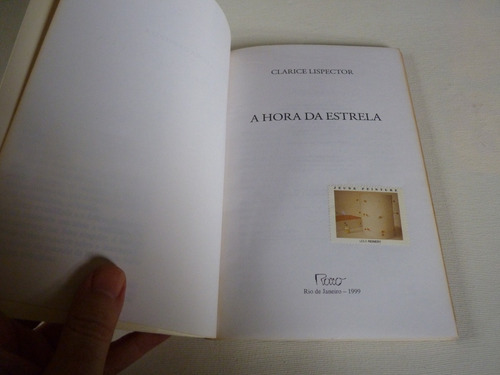 CLARICE LISPECTOR
A HORA DA ESTRELA
Rocco
Rio de Janeiro – 1999